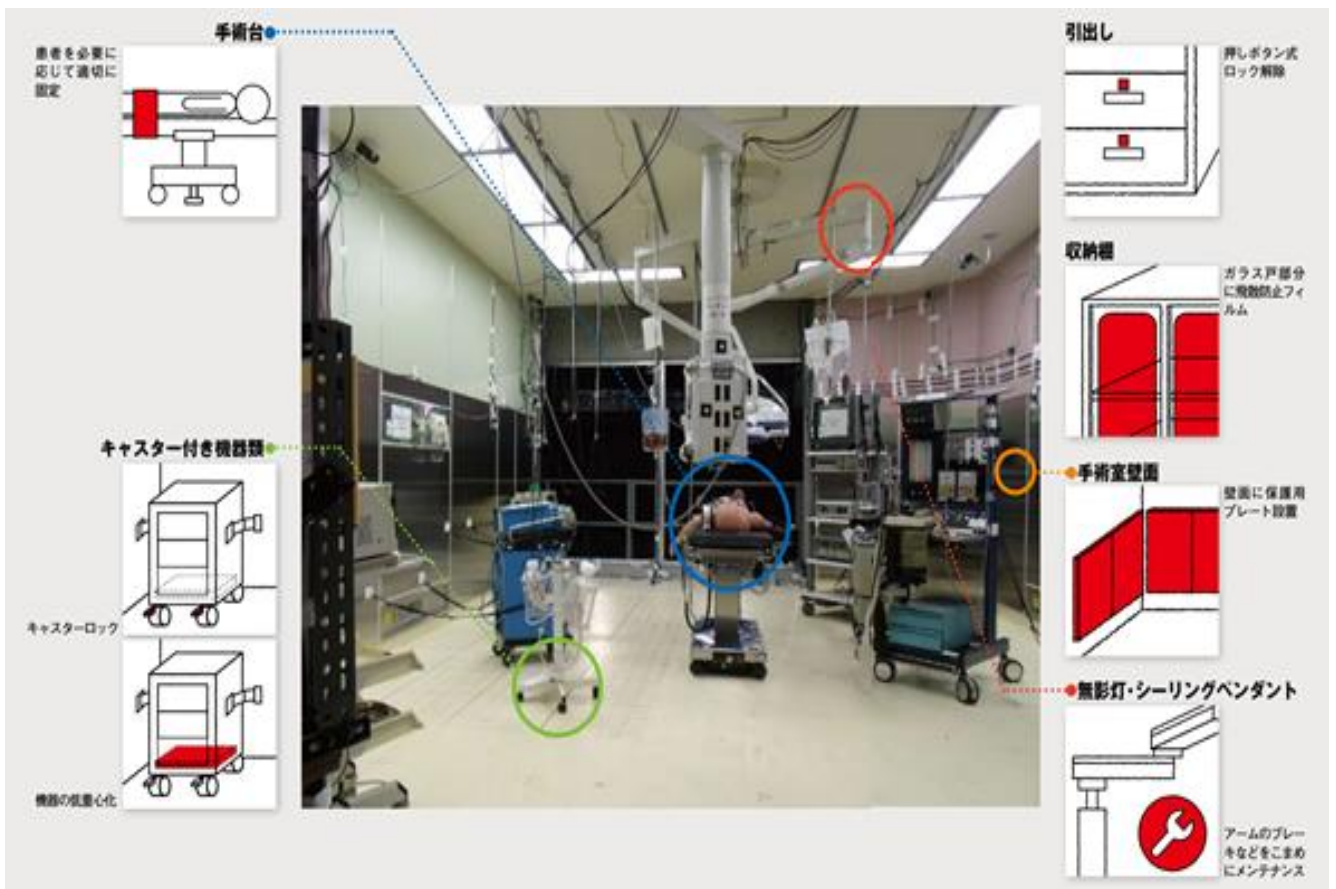 手術台
患者を必要に
応じて適切に
固定
キャスター付き機器類
キャスターロック
機器の低重心化
引出し
押しボタン式
ロック解除
収納棚
ガラス戸部分
に飛散防止フィ
ルム
手術室壁面
壁面に保護用
プレート設置
無影灯・シーリングペンダント
アームのブレー
キなどをこまめ
にメンテナンス